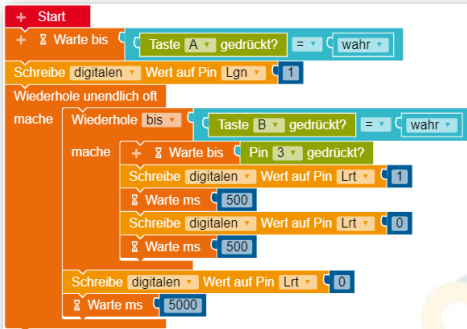 + Start
+ Warte bis Taste A gedrückt? = wahr
Schreibe digitalen Wert auf Pin Lgn 1
Wiederhole unendlich oft
mache Wiederhole bis Taste B gedrückt? = wahr
mache + Warte bis Pin 3 gedrückt?
Schreibe digitalen Wert auf Pin Lrt 1
Warte ms 500
Schreibe digitalen Wert auf Pin Lrt 0
Warte ms 500
Schreibe digitalen Wert auf Pin Lrt 0
Warte ms 5000